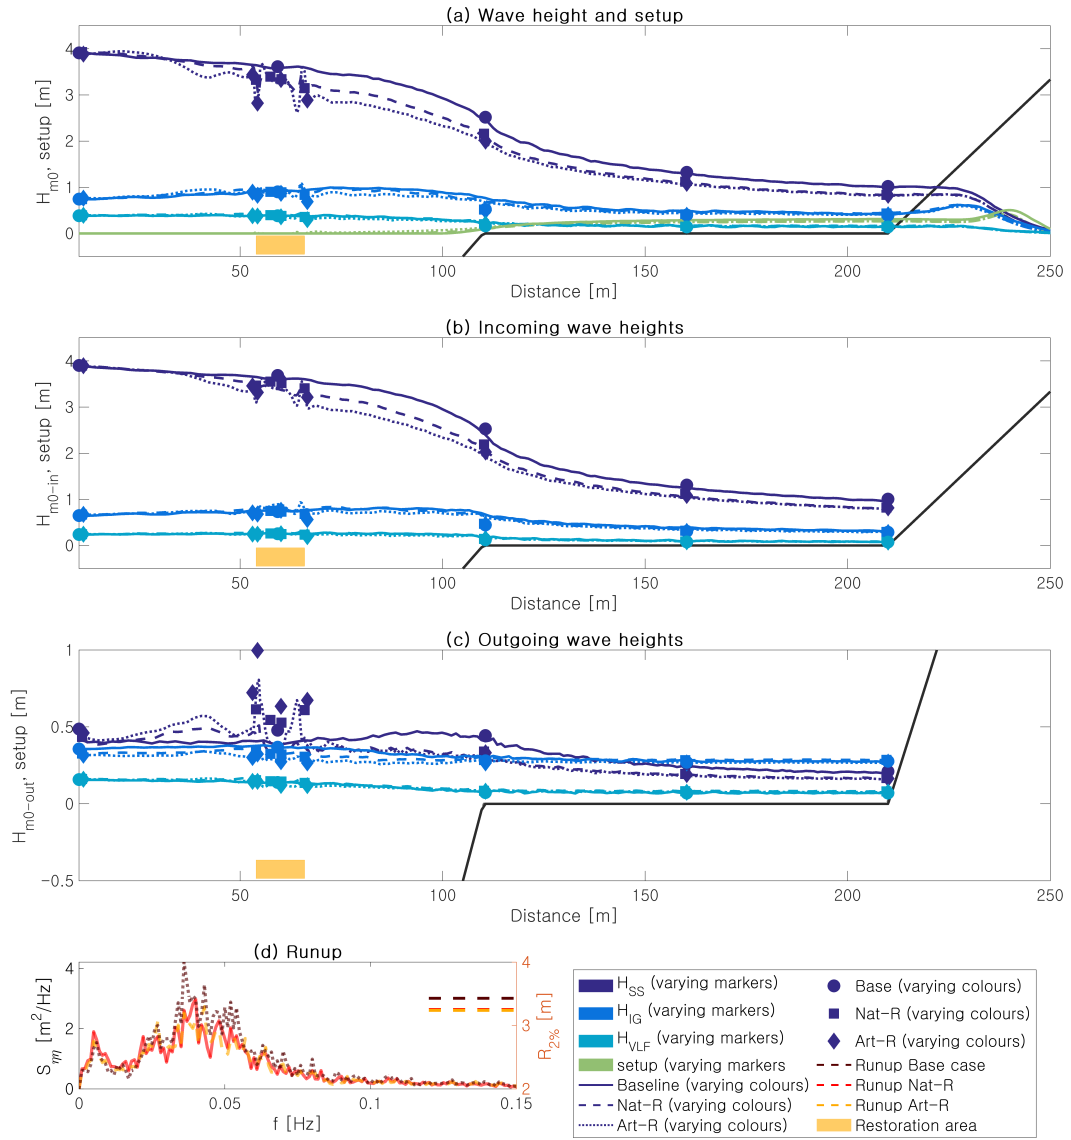 (a) Wave height and setup
4
3
2
1
0
H_m0, setup [m]
50
100
150
200
250
Distance [m]
(b) Incoming wave heights
4
3
2
1
0
H_m0-in, setup [m]
50
100
150
200
250
Distance [m]
(c) Outgoing wave heights
1
0.5
0
-0.5
H_m0-out, setup [m]
50
100
150
200
250
Distance [m]
(d) Runup
4
2
0
S_ηη [m²/Hz]
4
3
2
R_2% [m]
0
0.05
0.1
0.15
f [Hz]
H_SS (varying markers)
H_IG (varying markers)
H_VLF (varying markers)
setup (varying markers
Baseline (varying colours)
Nat-R (varying colours)
Art-R (varying colours)
Base (varying colours)
Nat-R (varying colours)
Art-R (varying colours)
Runup Base case
Runup Nat-R
Runup Art-R
Restoration area